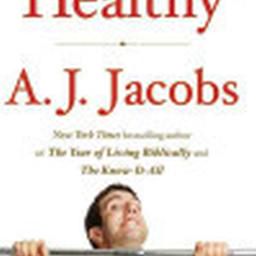 Healthy
A. J. Jacobs
New York Times bestselling author
of The Year of Living Biblically and
The Know-It-All